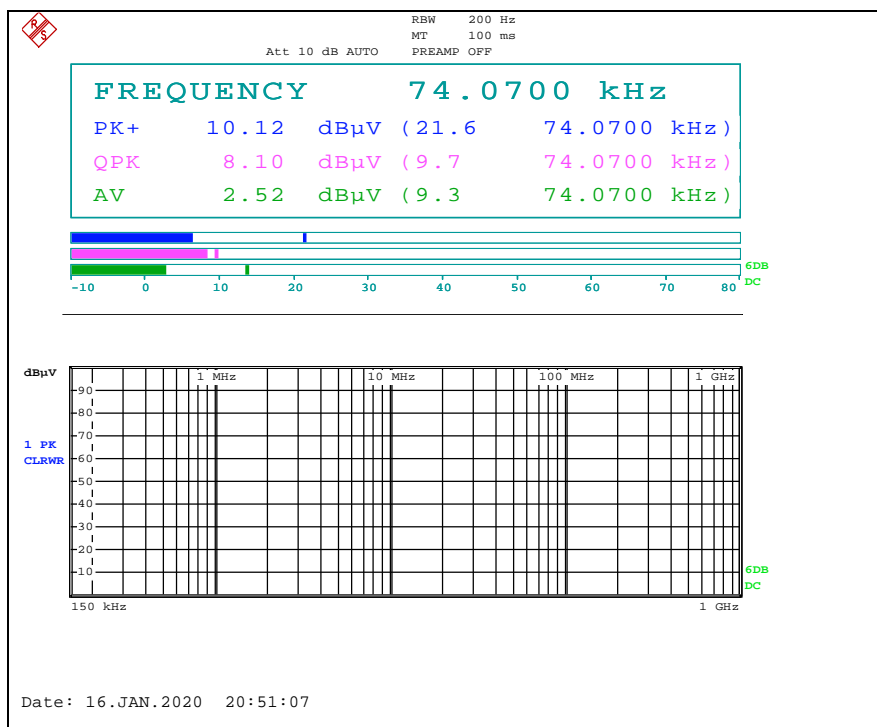 R S
RBW 200 Hz
MT 100 ms
Att 10 dB AUTO PREAMP OFF
FREQUENCY 74.0700 kHz
PK+ 10.12 dBµV (21.6 74.0700 kHz)
QPK 8.10 dBµV (9.7 74.0700 kHz)
AV 2.52 dBµV (9.3 74.0700 kHz)
6DB
DC
-10 0 10 20 30 40 50 60 70 80
dBµV
1 MHz 10 MHz 100 MHz 1 GHz
90
80
70
1 PK
CLRWR
60
50
40
30
20
10
6DB
DC
150 kHz 1 GHz
Date: 16.JAN.2020 20:51:07